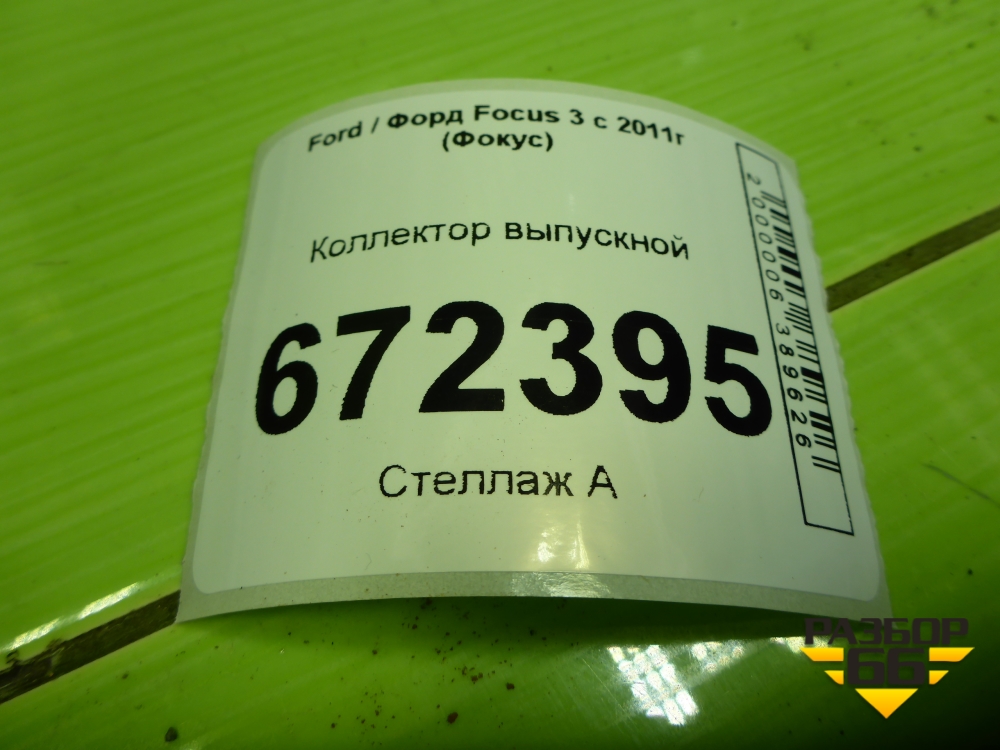 Ford / Форд Focus 3 с 2011г
(Фокус)
Коллектор выпускной
672395
Стеллаж А
2000006389626
РАЗБОР
66